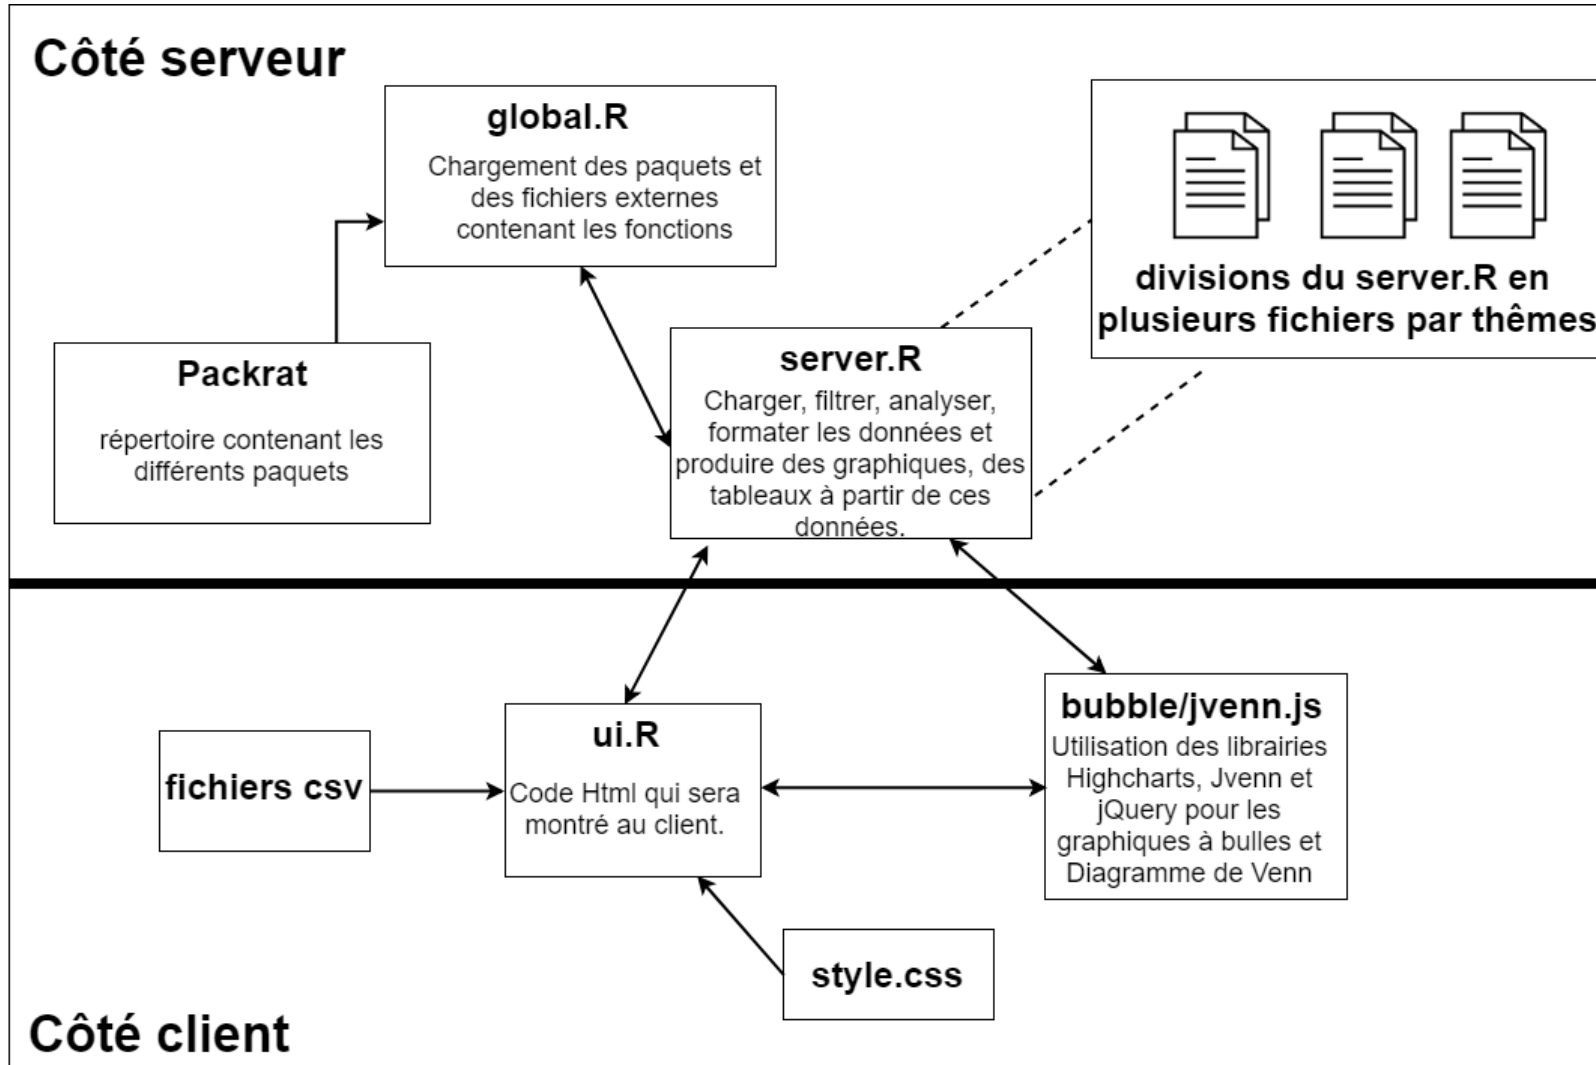 Côté serveur
global.R
Chargement des paquets et
des fichiers externes
contenant les fonctions
divisions du server.R en
plusieurs fichiers par thêmes
Packrat
répertoire contenant les
différents paquets
server.R
Charger, filtrer, analyser,
formater les données et
produire des graphiques, des
tableaux à partir de ces
données.
fichiers csv
ui.R
Code Html qui sera
montré au client.
bubble/jvenn.js
Utilisation des librairies
Highcharts, Jvenn et
jQuery pour les
graphiques à bulles et
Diagramme de Venn
style.css
Côté client